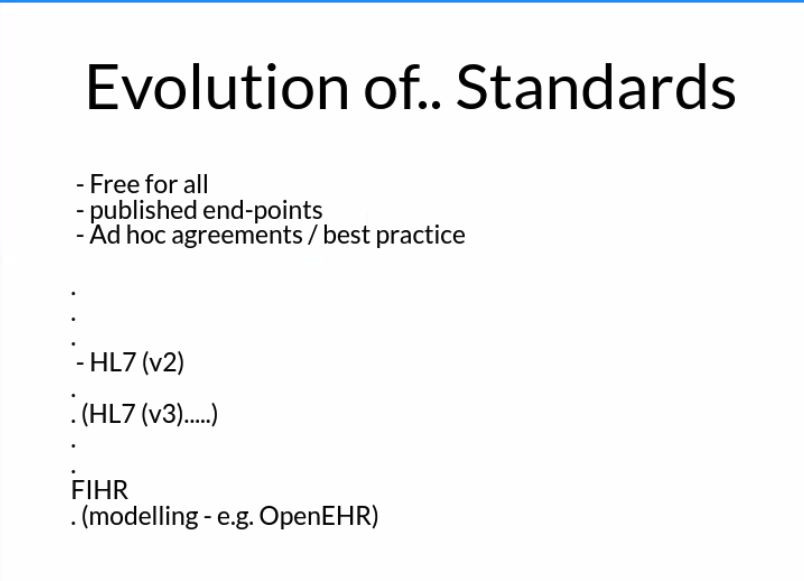 Evolution of.. Standards
- Free for all
- published end-points
- Ad hoc agreements / best practice
.
.
.
- HL7 (v2)
.
. (HL7 (v3).....)
.
.
FIHR
. (modelling - e.g. OpenEHR)